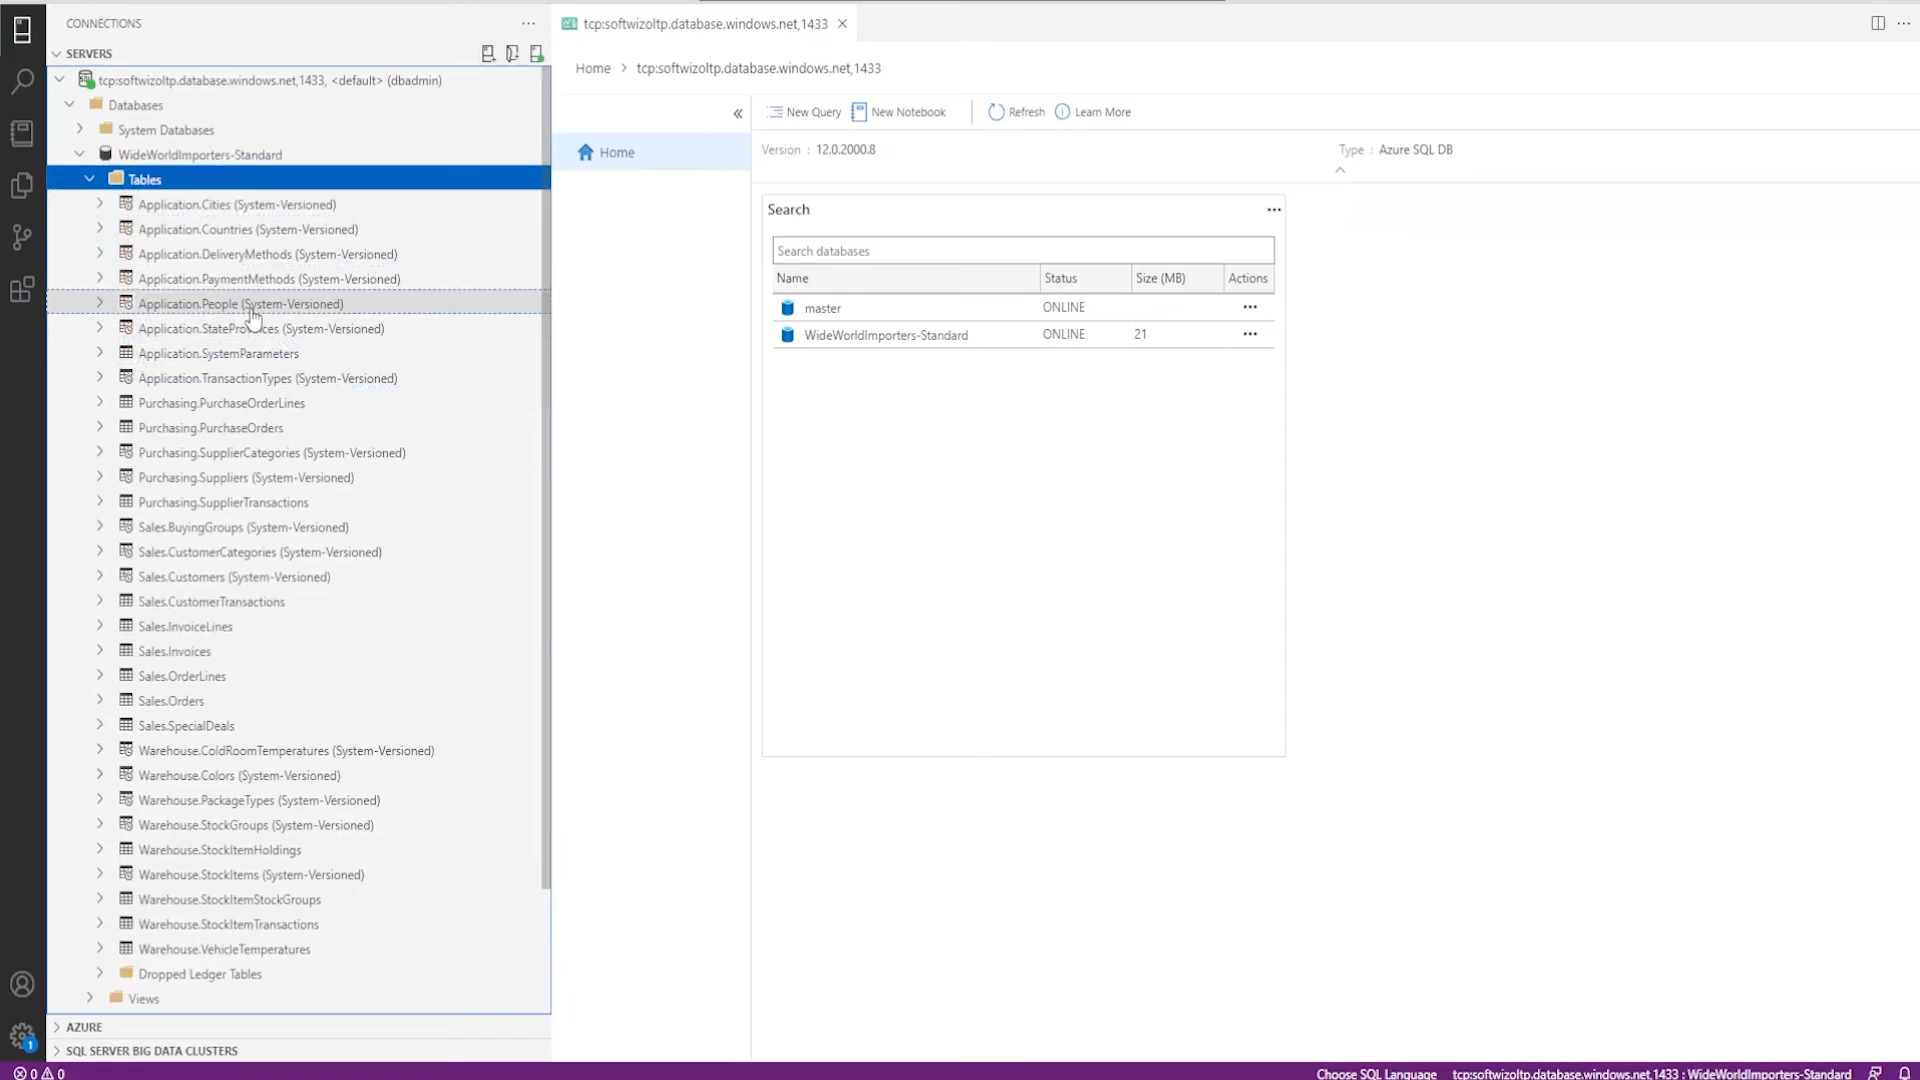 CONNECTIONS
SERVERS
tcp:softwizoltp.database.windows.net,1433, <default> (dbadmin)
Databases
System Databases
WideWorldImporters-Standard
Tables
Application.Cities (System-Versioned)
Application.Countries (System-Versioned)
Application.DeliveryMethods (System-Versioned)
Application.PaymentMethods (System-Versioned)
Application.People (System-Versioned)
Application.StateProvinces (System-Versioned)
Application.SystemParameters
Application.TransactionTypes (System-Versioned)
Purchasing.PurchaseOrderLines
Purchasing.PurchaseOrders
Purchasing.SupplierCategories (System-Versioned)
Purchasing.Suppliers (System-Versioned)
Purchasing.SupplierTransactions
Sales.BuyingGroups (System-Versioned)
Sales.CustomerCategories (System-Versioned)
Sales.Customers (System-Versioned)
Sales.CustomerTransactions
Sales.InvoiceLines
Sales.Invoices
Sales.OrderLines
Sales.Orders
Sales.SpecialDeals
Warehouse.ColdRoomTemperatures (System-Versioned)
Warehouse.Colors (System-Versioned)
Warehouse.PackageTypes (System-Versioned)
Warehouse.StockGroups (System-Versioned)
Warehouse.StockItemHoldings
Warehouse.StockItems (System-Versioned)
Warehouse.StockItemStockGroups
Warehouse.StockItemTransactions
Warehouse.VehicleTemperatures
Dropped Ledger Tables
Views
AZURE
SQL SERVER BIG DATA CLUSTERS
1
tcp:softwizoltp.database.windows.net,1433
Home > tcp:softwizoltp.database.windows.net,1433
New Query New Notebook Refresh Learn More
Home
Version : 12.0.2000.8
Type : Azure SQL DB
Search
Search databases
Name Status Size (MB) Actions
master ONLINE
WideWorldImporters-Standard ONLINE 21
0 0
Choose SQL Language tcp:softwizoltp.database.windows.net,1433 : WideWorldImporters-Standard